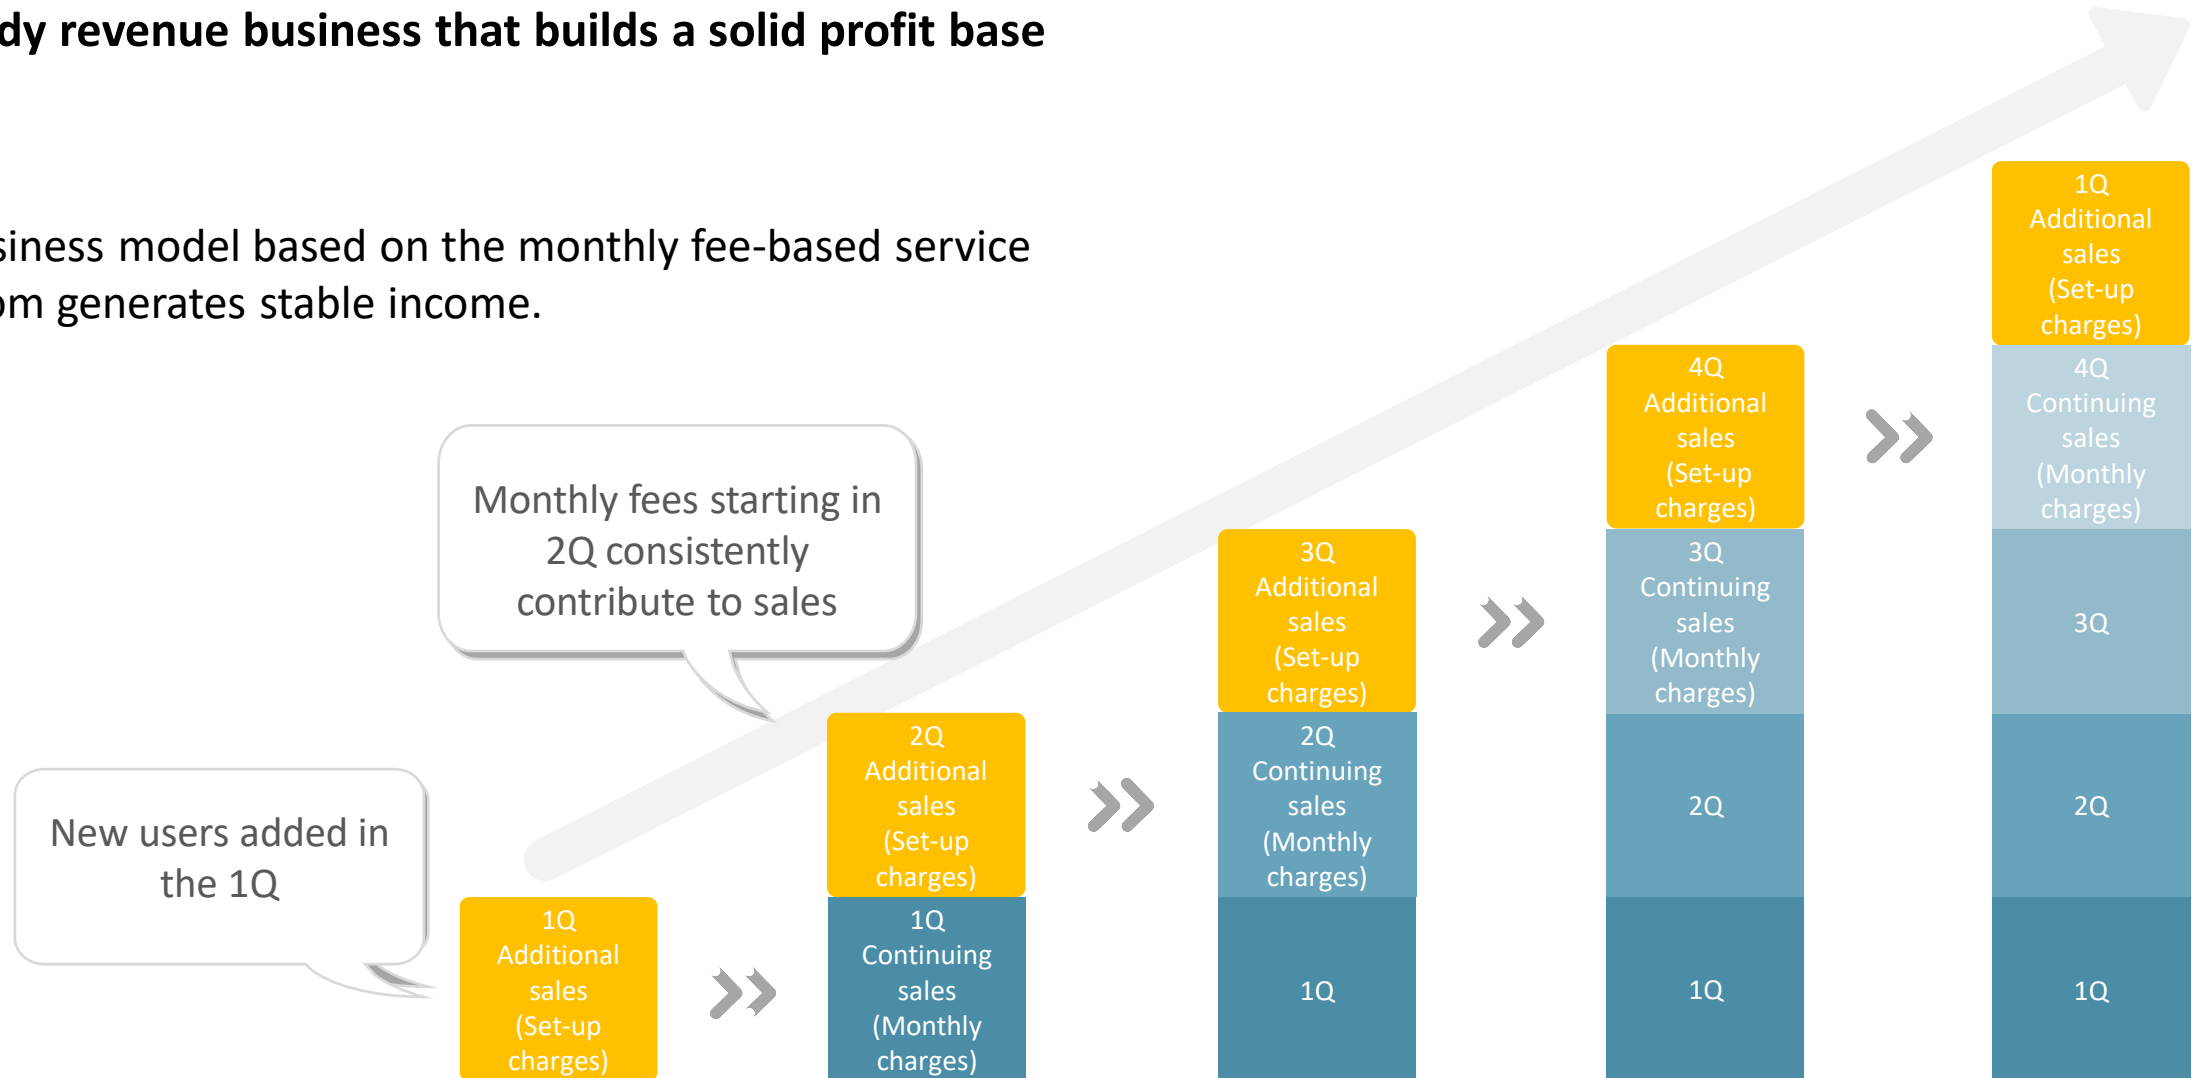 dy revenue business that builds a solid profit base
siness model based on the monthly fee-based service
om generates stable income.
Monthly fees starting in
2Q consistently
contribute to sales
New users added in
the 1Q
1Q
Additional
sales
(Set-up
charges)
2Q
Additional
sales
(Set-up
charges)
1Q
Continuing
sales
(Monthly
charges)
3Q
Additional
sales
(Set-up
charges)
2Q
Continuing
sales
(Monthly
charges)
1Q
4Q
Additional
sales
(Set-up
charges)
3Q
Continuing
sales
(Monthly
charges)
2Q
1Q
1Q
Additional
sales
(Set-up
charges)
4Q
Continuing
sales
(Monthly
charges)
3Q
2Q
1Q